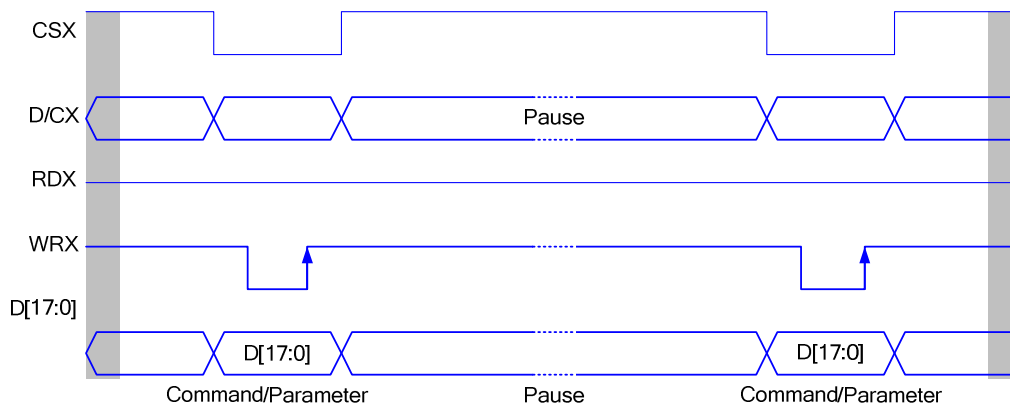 CSX
D/CX
Pause
RDX
WRX
D[17:0]
D[17:0]
D[17:0]
Command/Parameter
Pause
Command/Parameter